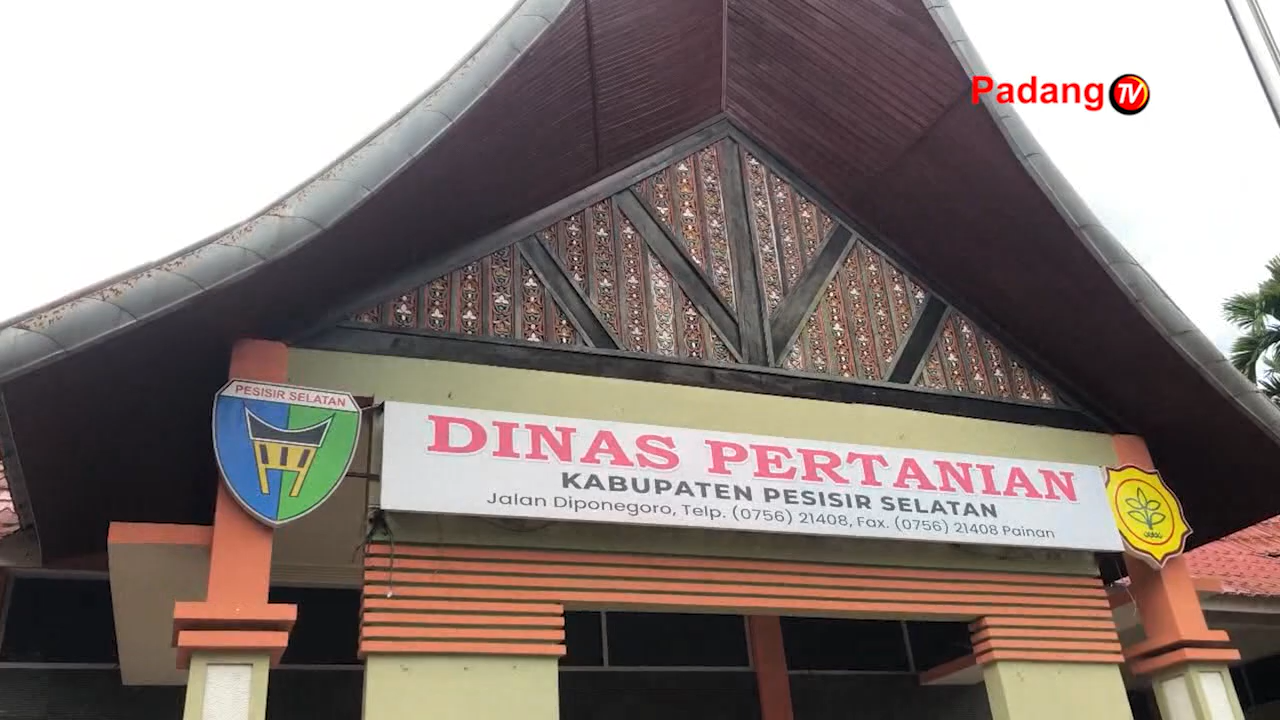 Padang TV
PESISIR SELATAN
DINAS PERTANIAN
KABUPATEN PESISIR SELATAN
Jalan Diponegoro, Telp. (0756) 21408, Fax. (0756) 21408 Painan